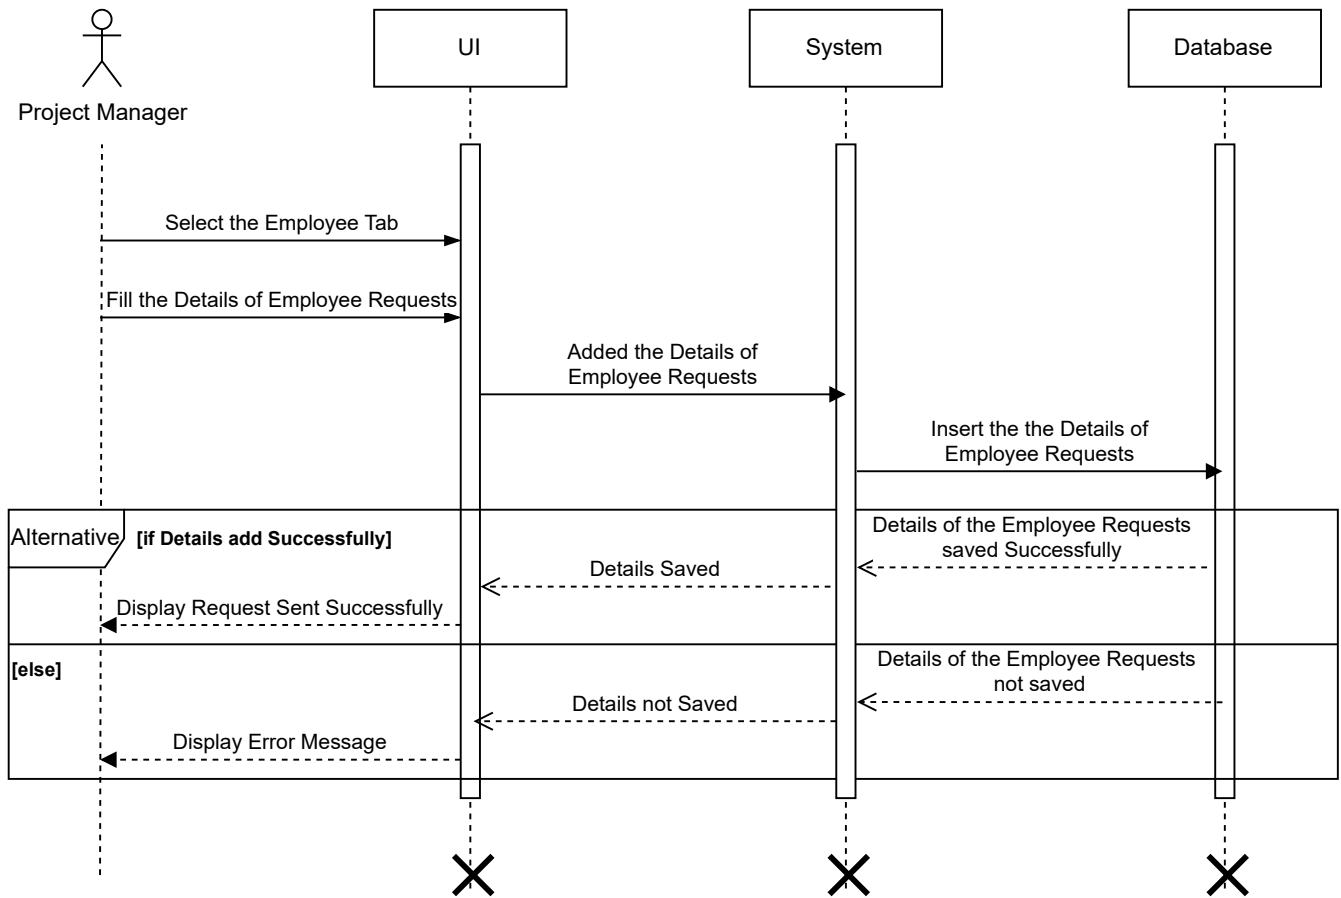 UI
System
Database
Project Manager
Select the Employee Tab
Fill the Details of Employee Requests
Added the Details of
Employee Requests
Insert the the Details of
Employee Requests
Alternative
[if Details add Successfully]
Details of the Employee Requests
saved Successfully
Details Saved
Display Request Sent Successfully
[else]
Details of the Employee Requests
not saved
Details not Saved
Display Error Message